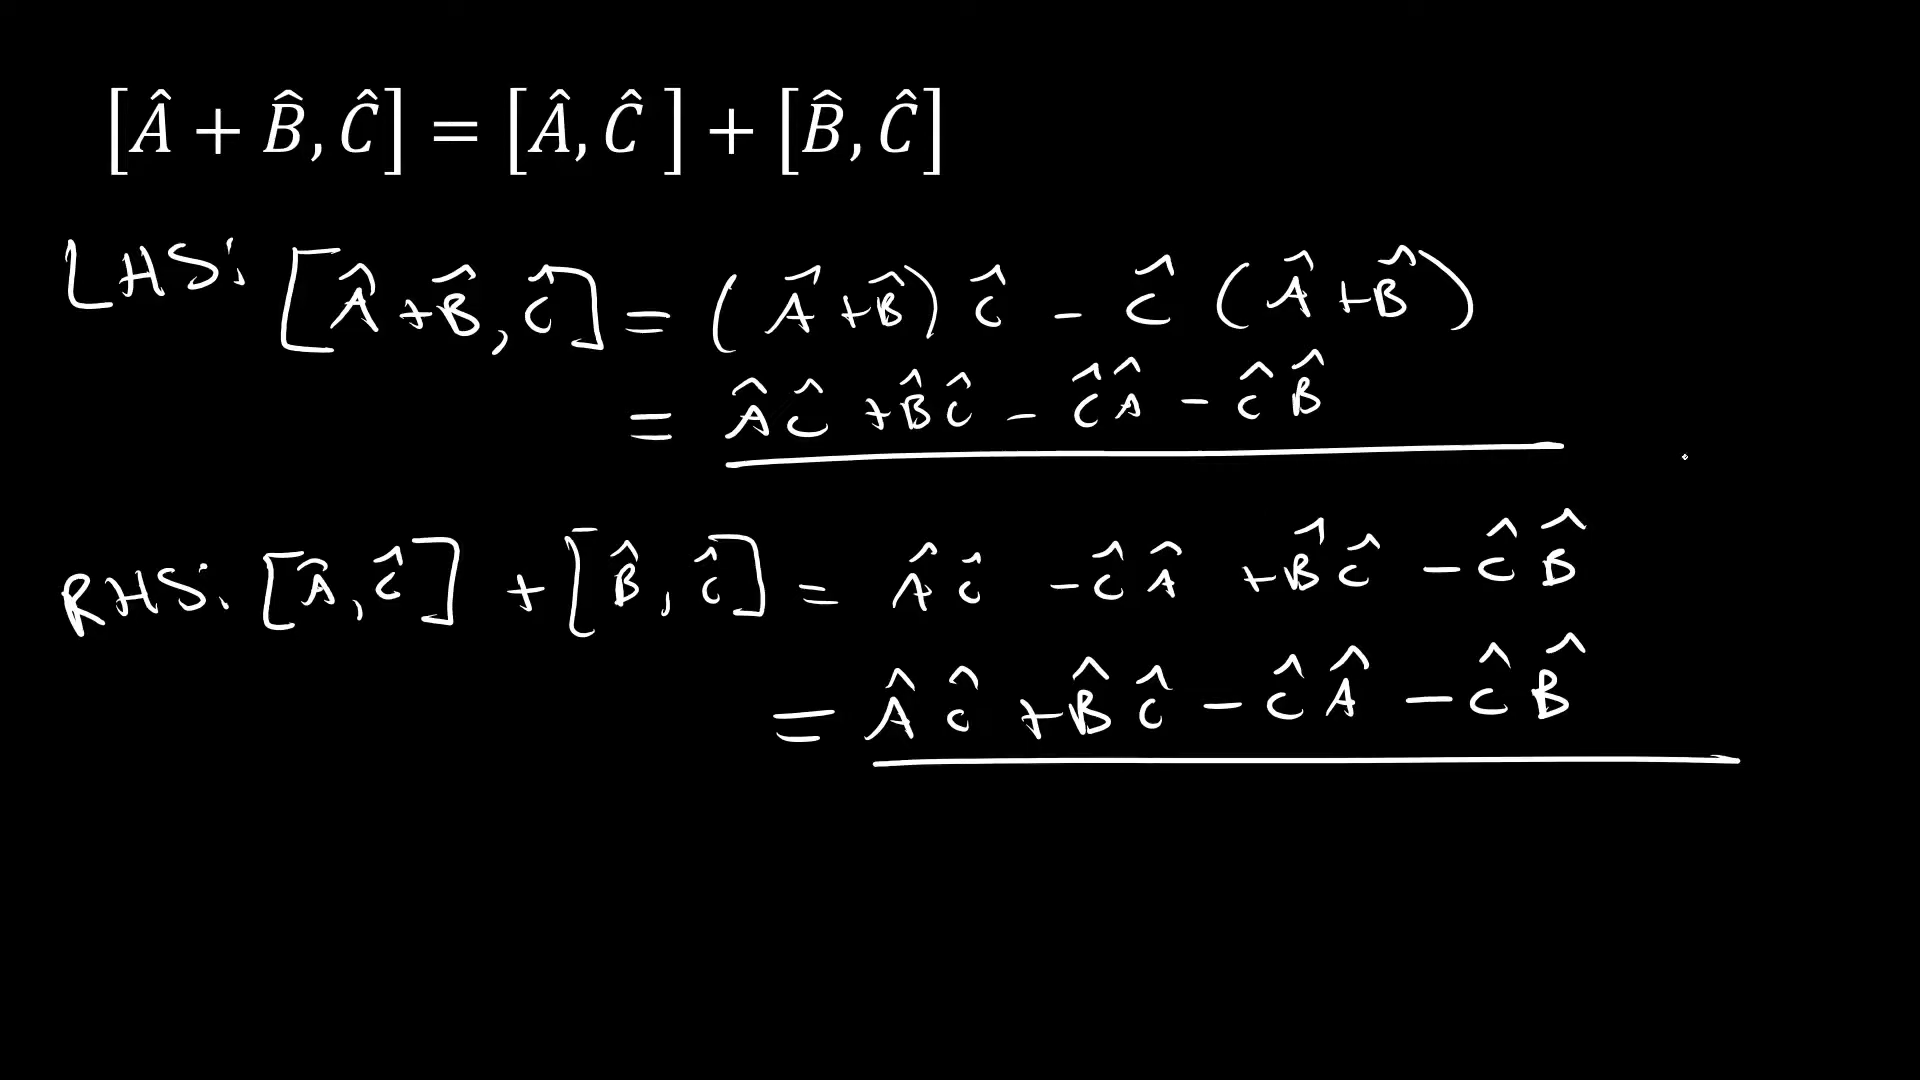 [Â + B̂, Ĉ] = [Â, Ĉ ] + [B̂, Ĉ]
LHS: [Â + B̂, Ĉ] = (Â + B̂) Ĉ - Ĉ (Â + B̂)
= ÂĈ + B̂Ĉ - ĈÂ - ĈB̂
RHS: [Â, Ĉ] + [B̂, Ĉ] = ÂĈ - ĈÂ + B̂Ĉ - ĈB̂
= ÂĈ + B̂Ĉ - ĈÂ - ĈB̂